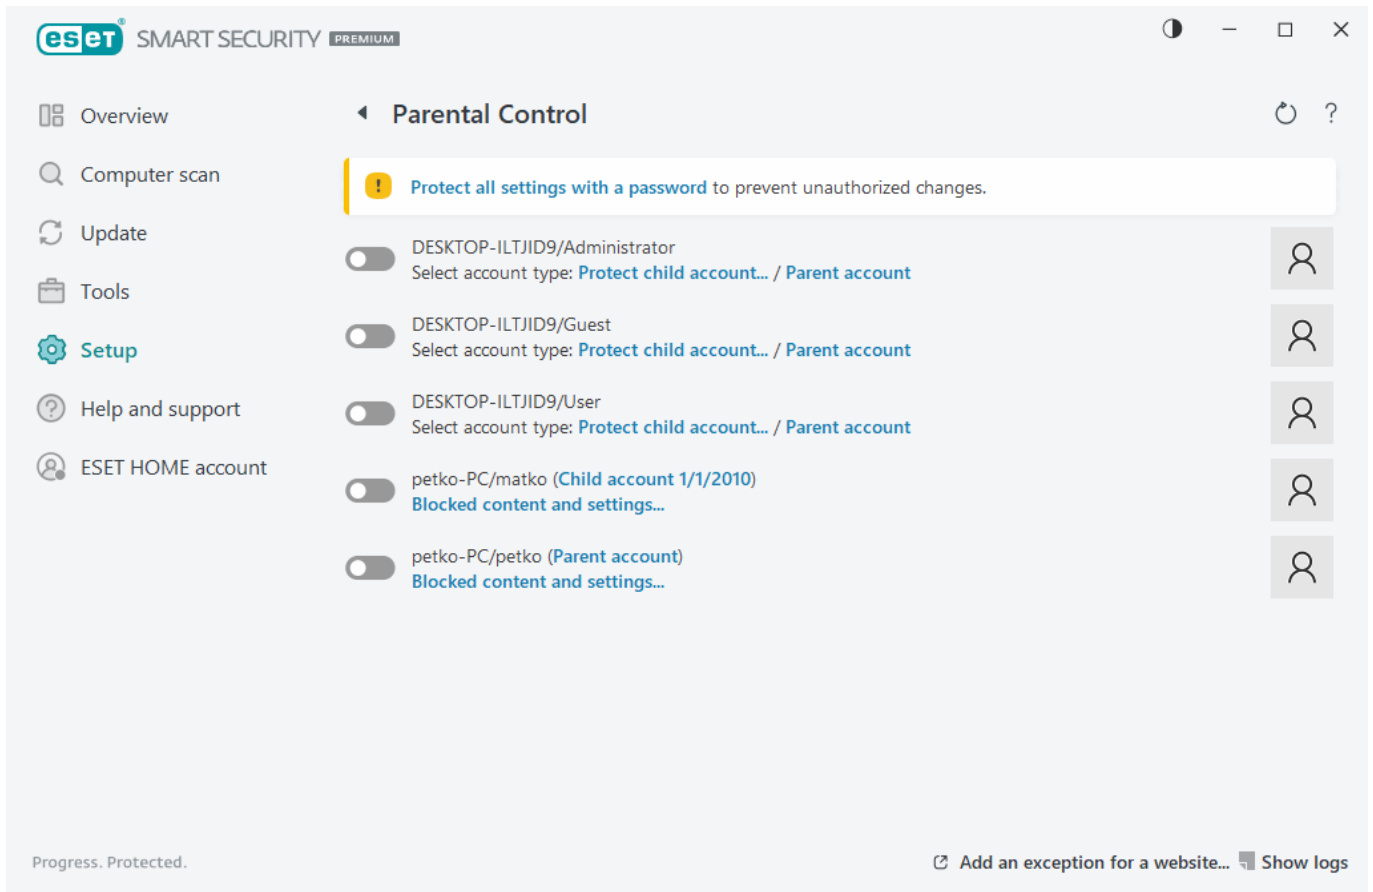 eset® SMART SECURITY PREMIUM
Overview
Computer scan
Update
Tools
Setup
Help and support
ESET HOME account
Parental Control
?
! Protect all settings with a password to prevent unauthorized changes.
DESKTOP-ILTJID9/Administrator
Select account type: Protect child account... / Parent account
DESKTOP-ILTJID9/Guest
Select account type: Protect child account... / Parent account
DESKTOP-ILTJID9/User
Select account type: Protect child account... / Parent account
petko-PC/matko (Child account 1/1/2010)
Blocked content and settings...
petko-PC/petko (Parent account)
Blocked content and settings...
Progress. Protected.
Add an exception for a website... Show logs